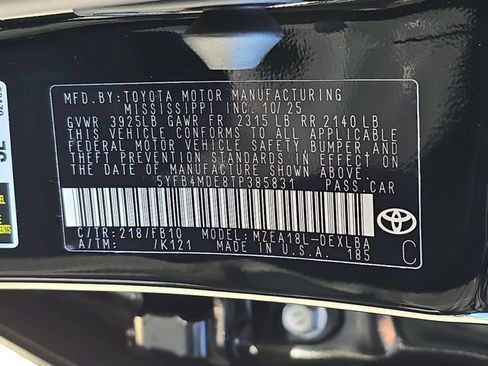 MFD. BY: TOYOTA MOTOR MANUFACTURING
MISSISSIPPI INC. 10/25
GVWR 3925LB GAWR FR 2315 LB RR 2140 LB
THIS VEHICLE CONFORMS TO ALL APPLICABLE
FEDERAL MOTOR VEHICLE SAFETY, BUMPER, AND
THEFT PREVENTION STANDARDS IN EFFECT ON
THE DATE OF MANUFACTURE SHOWN ABOVE.
5YFB4MDE8TP385831 PASS.CAR
C/TR: 218/FB10 MODEL: MZEA18L-DEXLBA
A/TM: /K121 MADE IN U.S.A. 185
C